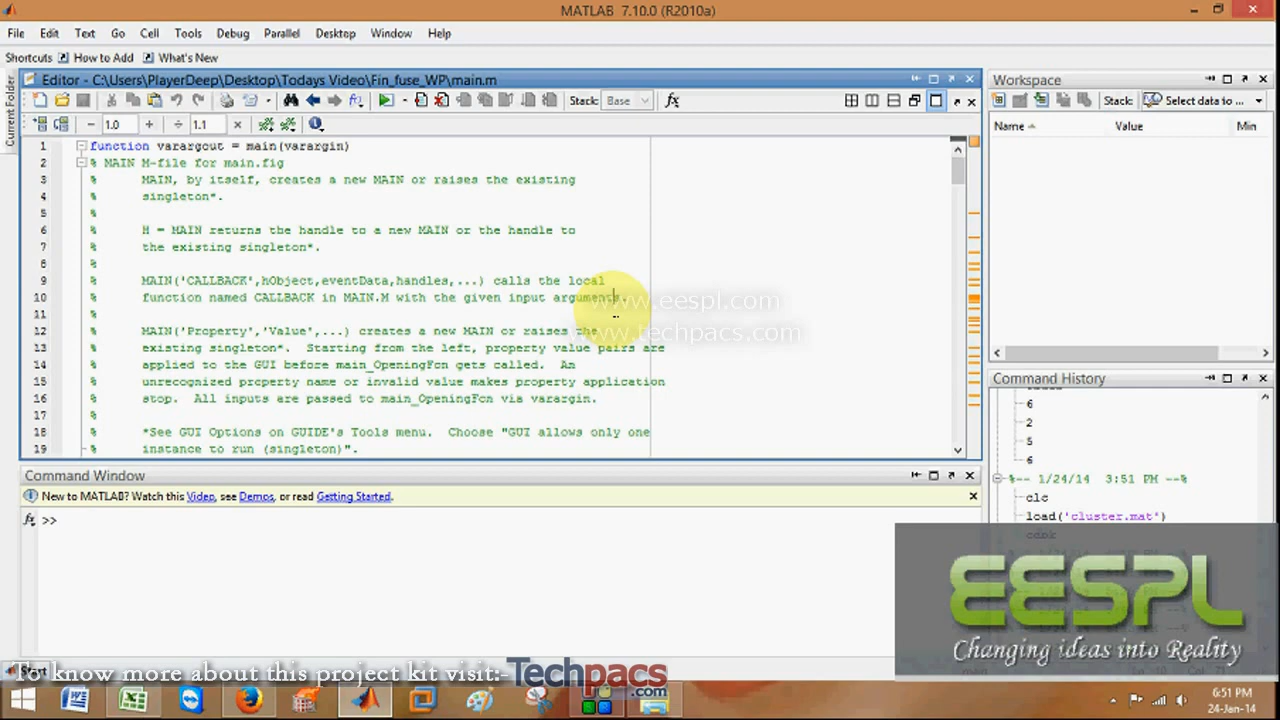 MATLAB 7.10.0 (R2010a)
File Edit Text Go Cell Tools Debug Parallel Desktop Window Help
Shortcuts How to Add What's New
Current Folder
Editor - C:\Users\PlayerDeep\Desktop\Todays Video\Fin_fuse_WP\main.m
Stack: Base
fx
- 1.0 + ÷ 1.1 ×
1 function varargout = main(varargin)
2 % MAIN M-file for main.fig
3 % MAIN, by itself, creates a new MAIN or raises the existing
4 % singleton*.
5 %
6 % H = MAIN returns the handle to a new MAIN or the handle to
7 % the existing singleton*.
8 %
9 % MAIN('CALLBACK',hObject,eventData,handles,...) calls the local
10 % function named CALLBACK in MAIN.M with the given input arguments.
11 %
12 % MAIN('Property','Value',...) creates a new MAIN or raises the
13 % existing singleton*. Starting from the left, property value pairs are
14 % applied to the GUI before main_OpeningFcn gets called. An
15 % unrecognized property name or invalid value makes property application
16 % stop. All inputs are passed to main_OpeningFcn via varargin.
17 %
18 % *See GUI Options on GUIDE's Tools menu. Choose "GUI allows only one
19 % instance to run (singleton)".
www.eespl.com
www.techpacs.com
Workspace
Stack: Select data to ...
Name Value Min
Command History
6
2
5
6
%-- 1/24/14 3:51 PM --%
clc
load('cluster.mat')
Command Window
New to MATLAB? Watch this Video, see Demos, or read Getting Started.
fx >>
EESPL
Changing ideas into Reality
Start
To know more about this project kit visit:- Techpacs
.com
6:51 PM
24-Jan-14